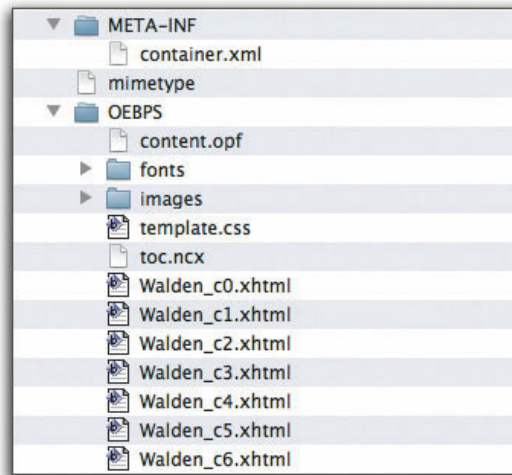 META-INF
container.xml
mimetype
OEBPS
content.opf
fonts
images
template.css
toc.ncx
Walden_c0.xhtml
Walden_c1.xhtml
Walden_c2.xhtml
Walden_c3.xhtml
Walden_c4.xhtml
Walden_c5.xhtml
Walden_c6.xhtml